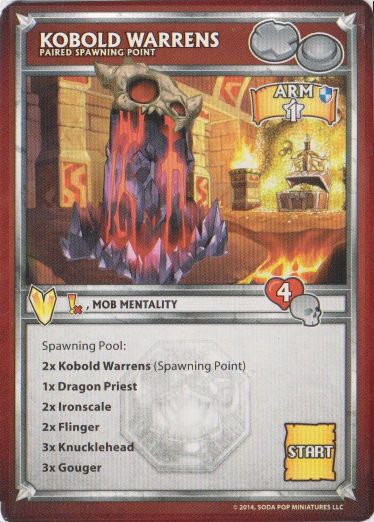 KOBOLD WARRENS
PAIRED SPAWNING POINT
ARM
1
, MOB MENTALITY
4
Spawning Pool:
2x Kobold Warrens (Spawning Point)
1x Dragon Priest
2x Ironscale
2x Flinger
3x Knucklehead
3x Gouger
START
© 2014, SODA POP MINIATURES LLC